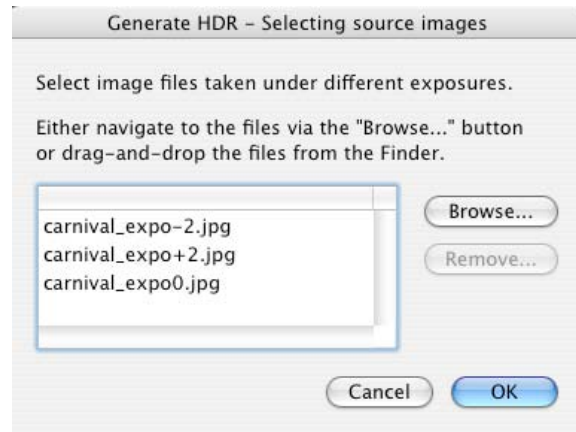 Generate HDR – Selecting source images
Select image files taken under different exposures.
Either navigate to the files via the "Browse..." button
or drag-and-drop the files from the Finder.
carnival_expo-2.jpg
carnival_expo+2.jpg
carnival_expo0.jpg
Browse...
Remove...
Cancel
OK